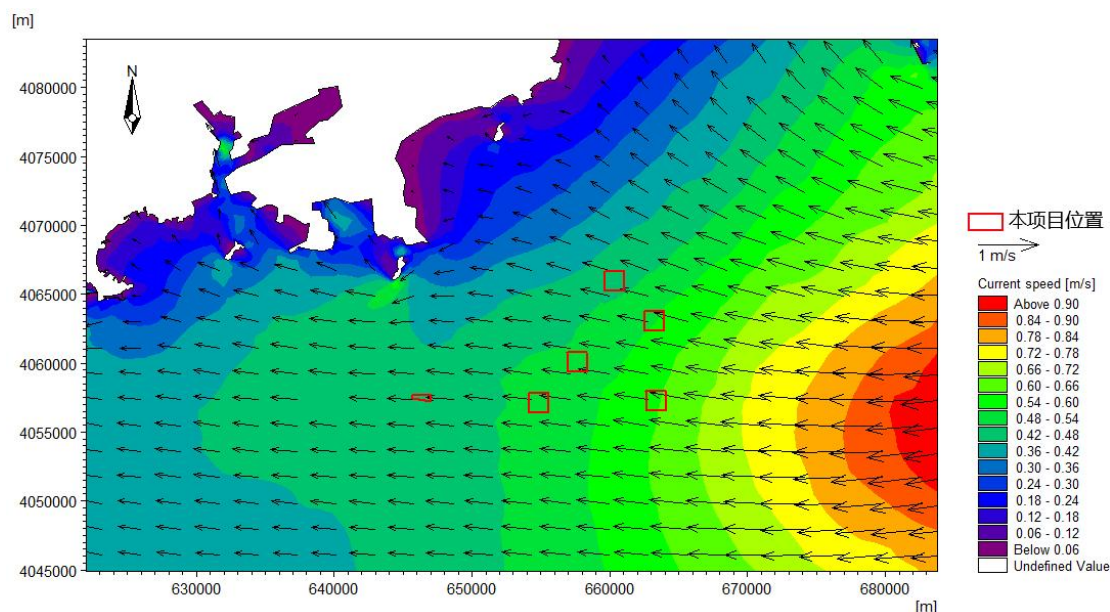 [m]
N
4080000
4075000
4070000
4065000
4060000
4055000
4050000
4045000
630000
640000
650000
660000
670000
680000
[m]
本项目位置
1 m/s
Current speed [m/s]
Above 0.90
0.84 - 0.90
0.78 - 0.84
0.72 - 0.78
0.66 - 0.72
0.60 - 0.66
0.54 - 0.60
0.48 - 0.54
0.42 - 0.48
0.36 - 0.42
0.30 - 0.36
0.24 - 0.30
0.18 - 0.24
0.12 - 0.18
0.06 - 0.12
Below 0.06
Undefined Value